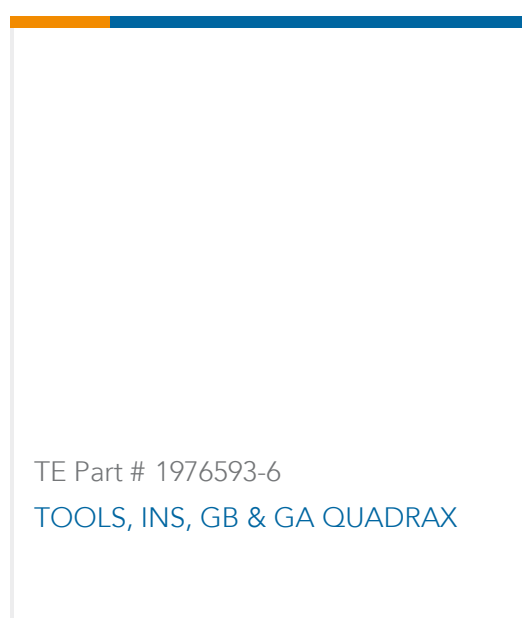 TE Part # 1976593-6
TOOLS, INS, GB & GA QUADRAX